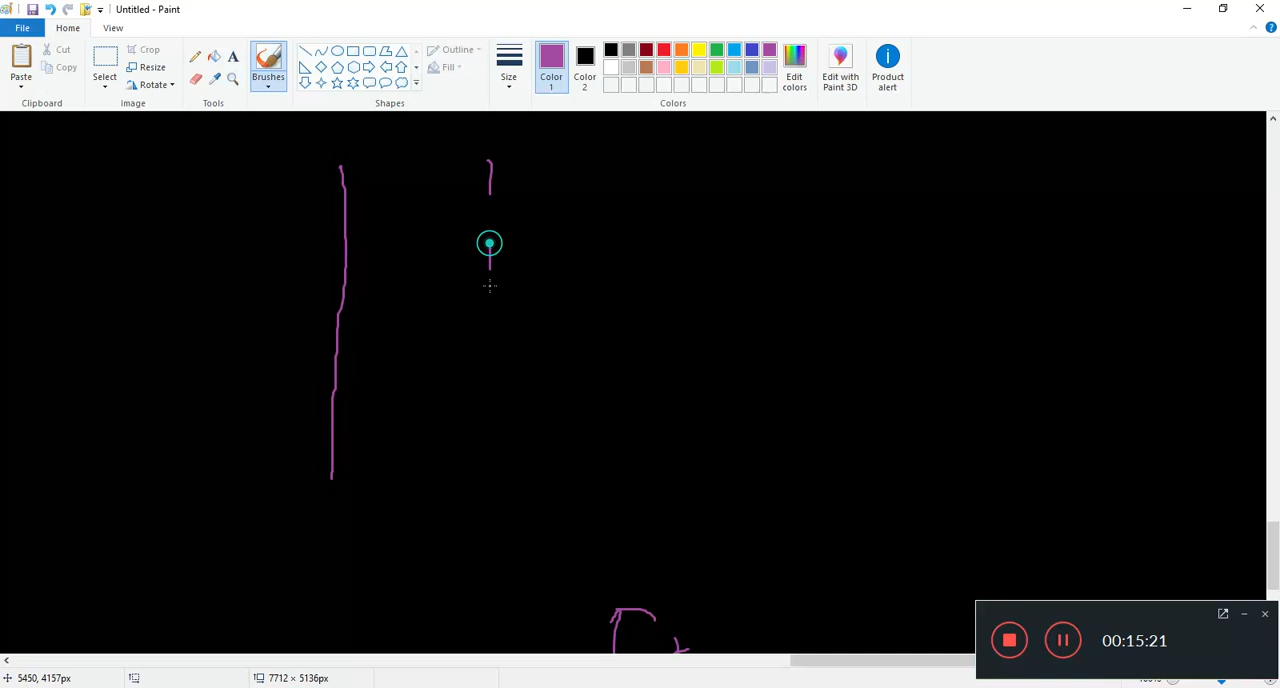 Untitled - Paint
File Home View
Paste
Cut
Copy
Clipboard
Select
Crop
Resize
Rotate
Image
Tools
Brushes
Shapes
Outline
Fill
Size
Color 1
Color 2
Colors
Edit colors
Edit with Paint 3D
Product alert
00:15:21
5450, 4157px
7712 × 5136px